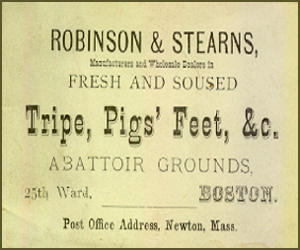 ROBINSON & STEARNS,
Manufacturers and Wholesale Dealers in
FRESH AND SOUSED
Tripe, Pigs' Feet, &c.
ABATTOIR GROUNDS,
25th Ward, BOSTON.
Post Office Address, Newton, Mass.